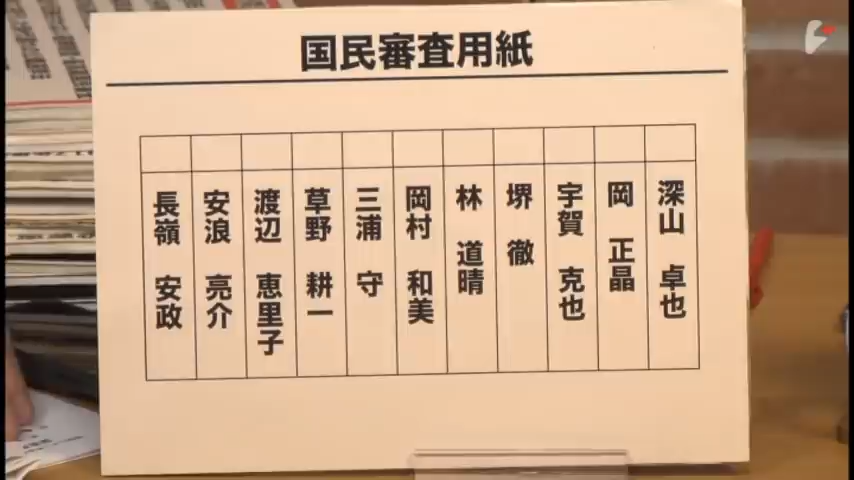 国民審査用紙
深山 卓也
岡 正晶
宇賀 克也
堺 徹
林 道晴
岡村 和美
三浦 守
草野 耕一
渡辺 恵里子
安浪 亮介
長嶺 安政